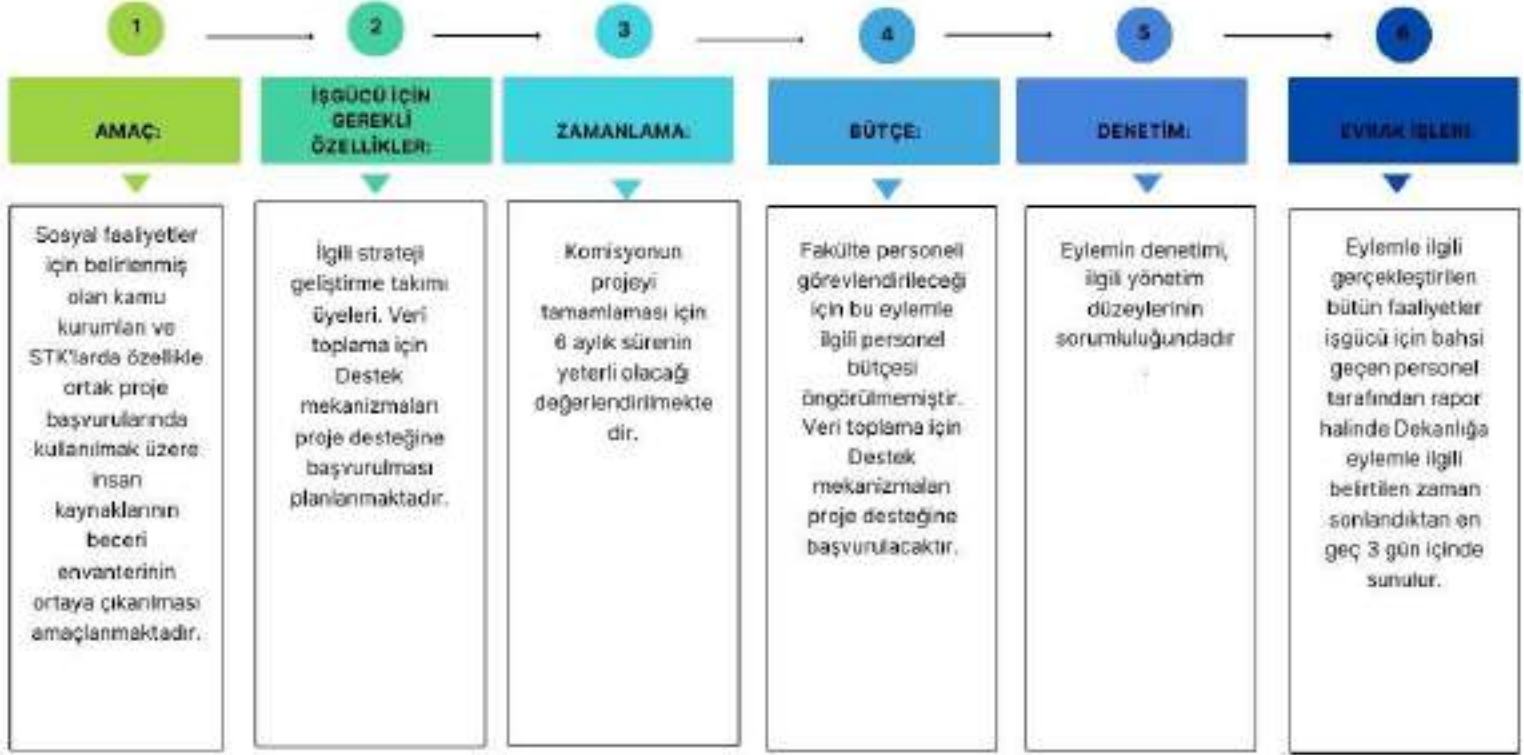 1
2
3
4
5
6
AMAÇ:
İŞGÜCÜ İÇİN
GEREKLİ
ÖZELLİKLER:
ZAMANLAMA:
BÜTÇE:
DENETİM:
EVRAK İŞLERİ:
Sosyal faaliyetler
için belirlenmiş
olan kamu
kurumları ve
STK'larda özellikle
ortak proje
başvurularında
kullanılmak üzere
insan
kaynaklarının
beceri
envanterinin
ortaya çıkarılması
amaçlanmaktadır.
İlgili strateji
geliştirme takımı
üyeleri. Veri
toplama için
Destek
mekanizmaları
proje desteğine
başvurulması
planlanmaktadır.
Komisyonun
projeyi
tamamlaması için
6 aylık sürenin
yeterli olacağı
değerlendirilmekte
dir.
Fakülte personeli
görevlendirileceği
için bu eylemle
ilgili personel
bütçesi
öngörülmemiştir.
Veri toplama için
Destek
mekanizmaları
proje desteğine
başvurulacaktır.
Eylemin denetimi,
ilgili yönetim
düzeylerinin
sorumluluğundadır
.
Eylemle ilgili
gerçekleştirilen
bütün faaliyetler
işgücü için bahsi
geçen personel
tarafından rapor
halinde Dekanlığa
eylemle ilgili
belirtilen zaman
sonlandıktan en
geç 3 gün içinde
sunulur.